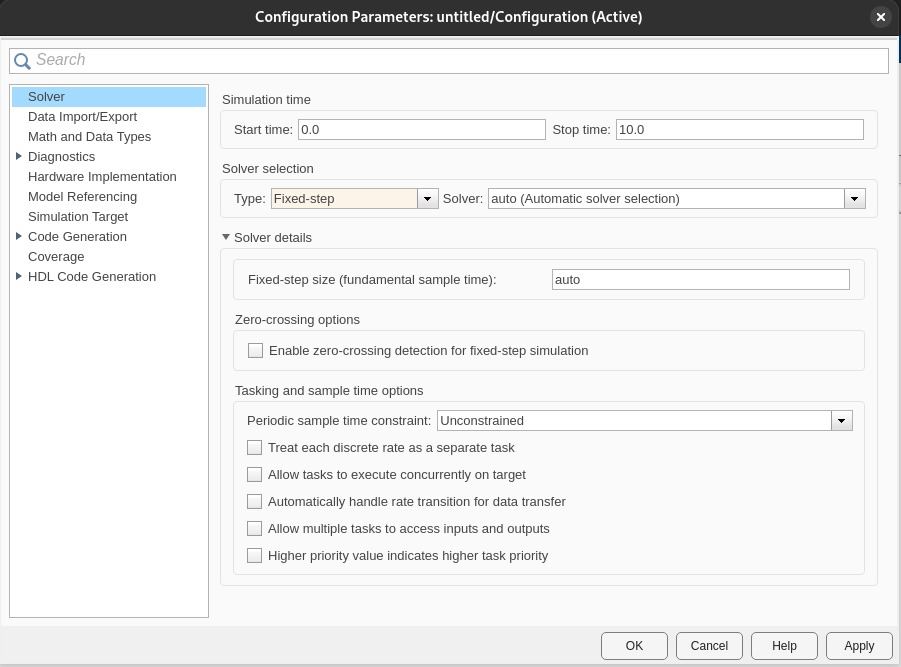 Configuration Parameters: untitled/Configuration (Active)
Search
Solver
Data Import/Export
Math and Data Types
Diagnostics
Hardware Implementation
Model Referencing
Simulation Target
Code Generation
Coverage
HDL Code Generation
Simulation time
Start time: 0.0 Stop time: 10.0
Solver selection
Type: Fixed-step Solver: auto (Automatic solver selection)
Solver details
Fixed-step size (fundamental sample time): auto
Zero-crossing options
Enable zero-crossing detection for fixed-step simulation
Tasking and sample time options
Periodic sample time constraint: Unconstrained
Treat each discrete rate as a separate task
Allow tasks to execute concurrently on target
Automatically handle rate transition for data transfer
Allow multiple tasks to access inputs and outputs
Higher priority value indicates higher task priority
OK Cancel Help Apply